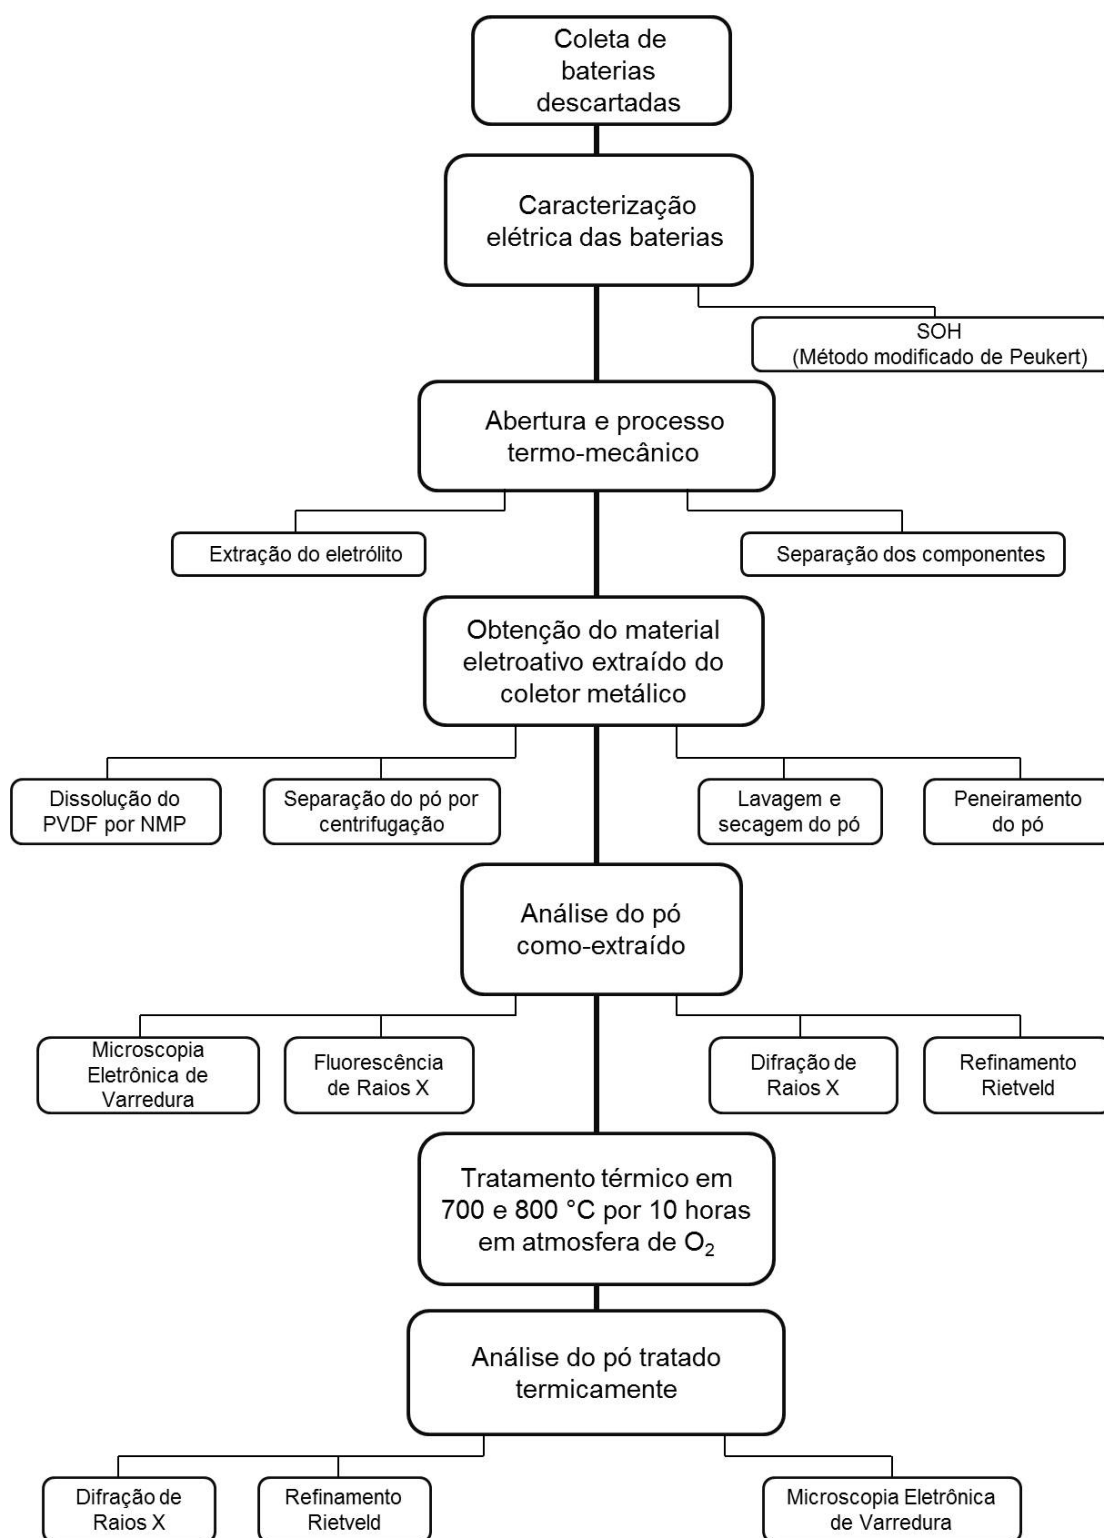 Coleta de
baterias
descartadas
Caracterização
elétrica das baterias
SOH
(Método modificado de Peukert)
Abertura e processo
termo-mecânico
Extração do eletrólito
Separação dos componentes
Obtenção do material
eletroativo extraído do
coletor metálico
Dissolução do
PVDF por NMP
Separação do pó por
centrifugação
Lavagem e
secagem do pó
Peneiramento
do pó
Análise do pó
como-extraído
Microscopia
Eletrônica de
Varredura
Fluorescência
de Raios X
Difração de
Raios X
Refinamento
Rietveld
Tratamento térmico em
700 e 800 °C por 10 horas
em atmosfera de O₂
Análise do pó tratado
termicamente
Difração de
Raios X
Refinamento
Rietveld
Microscopia Eletrônica
de Varredura